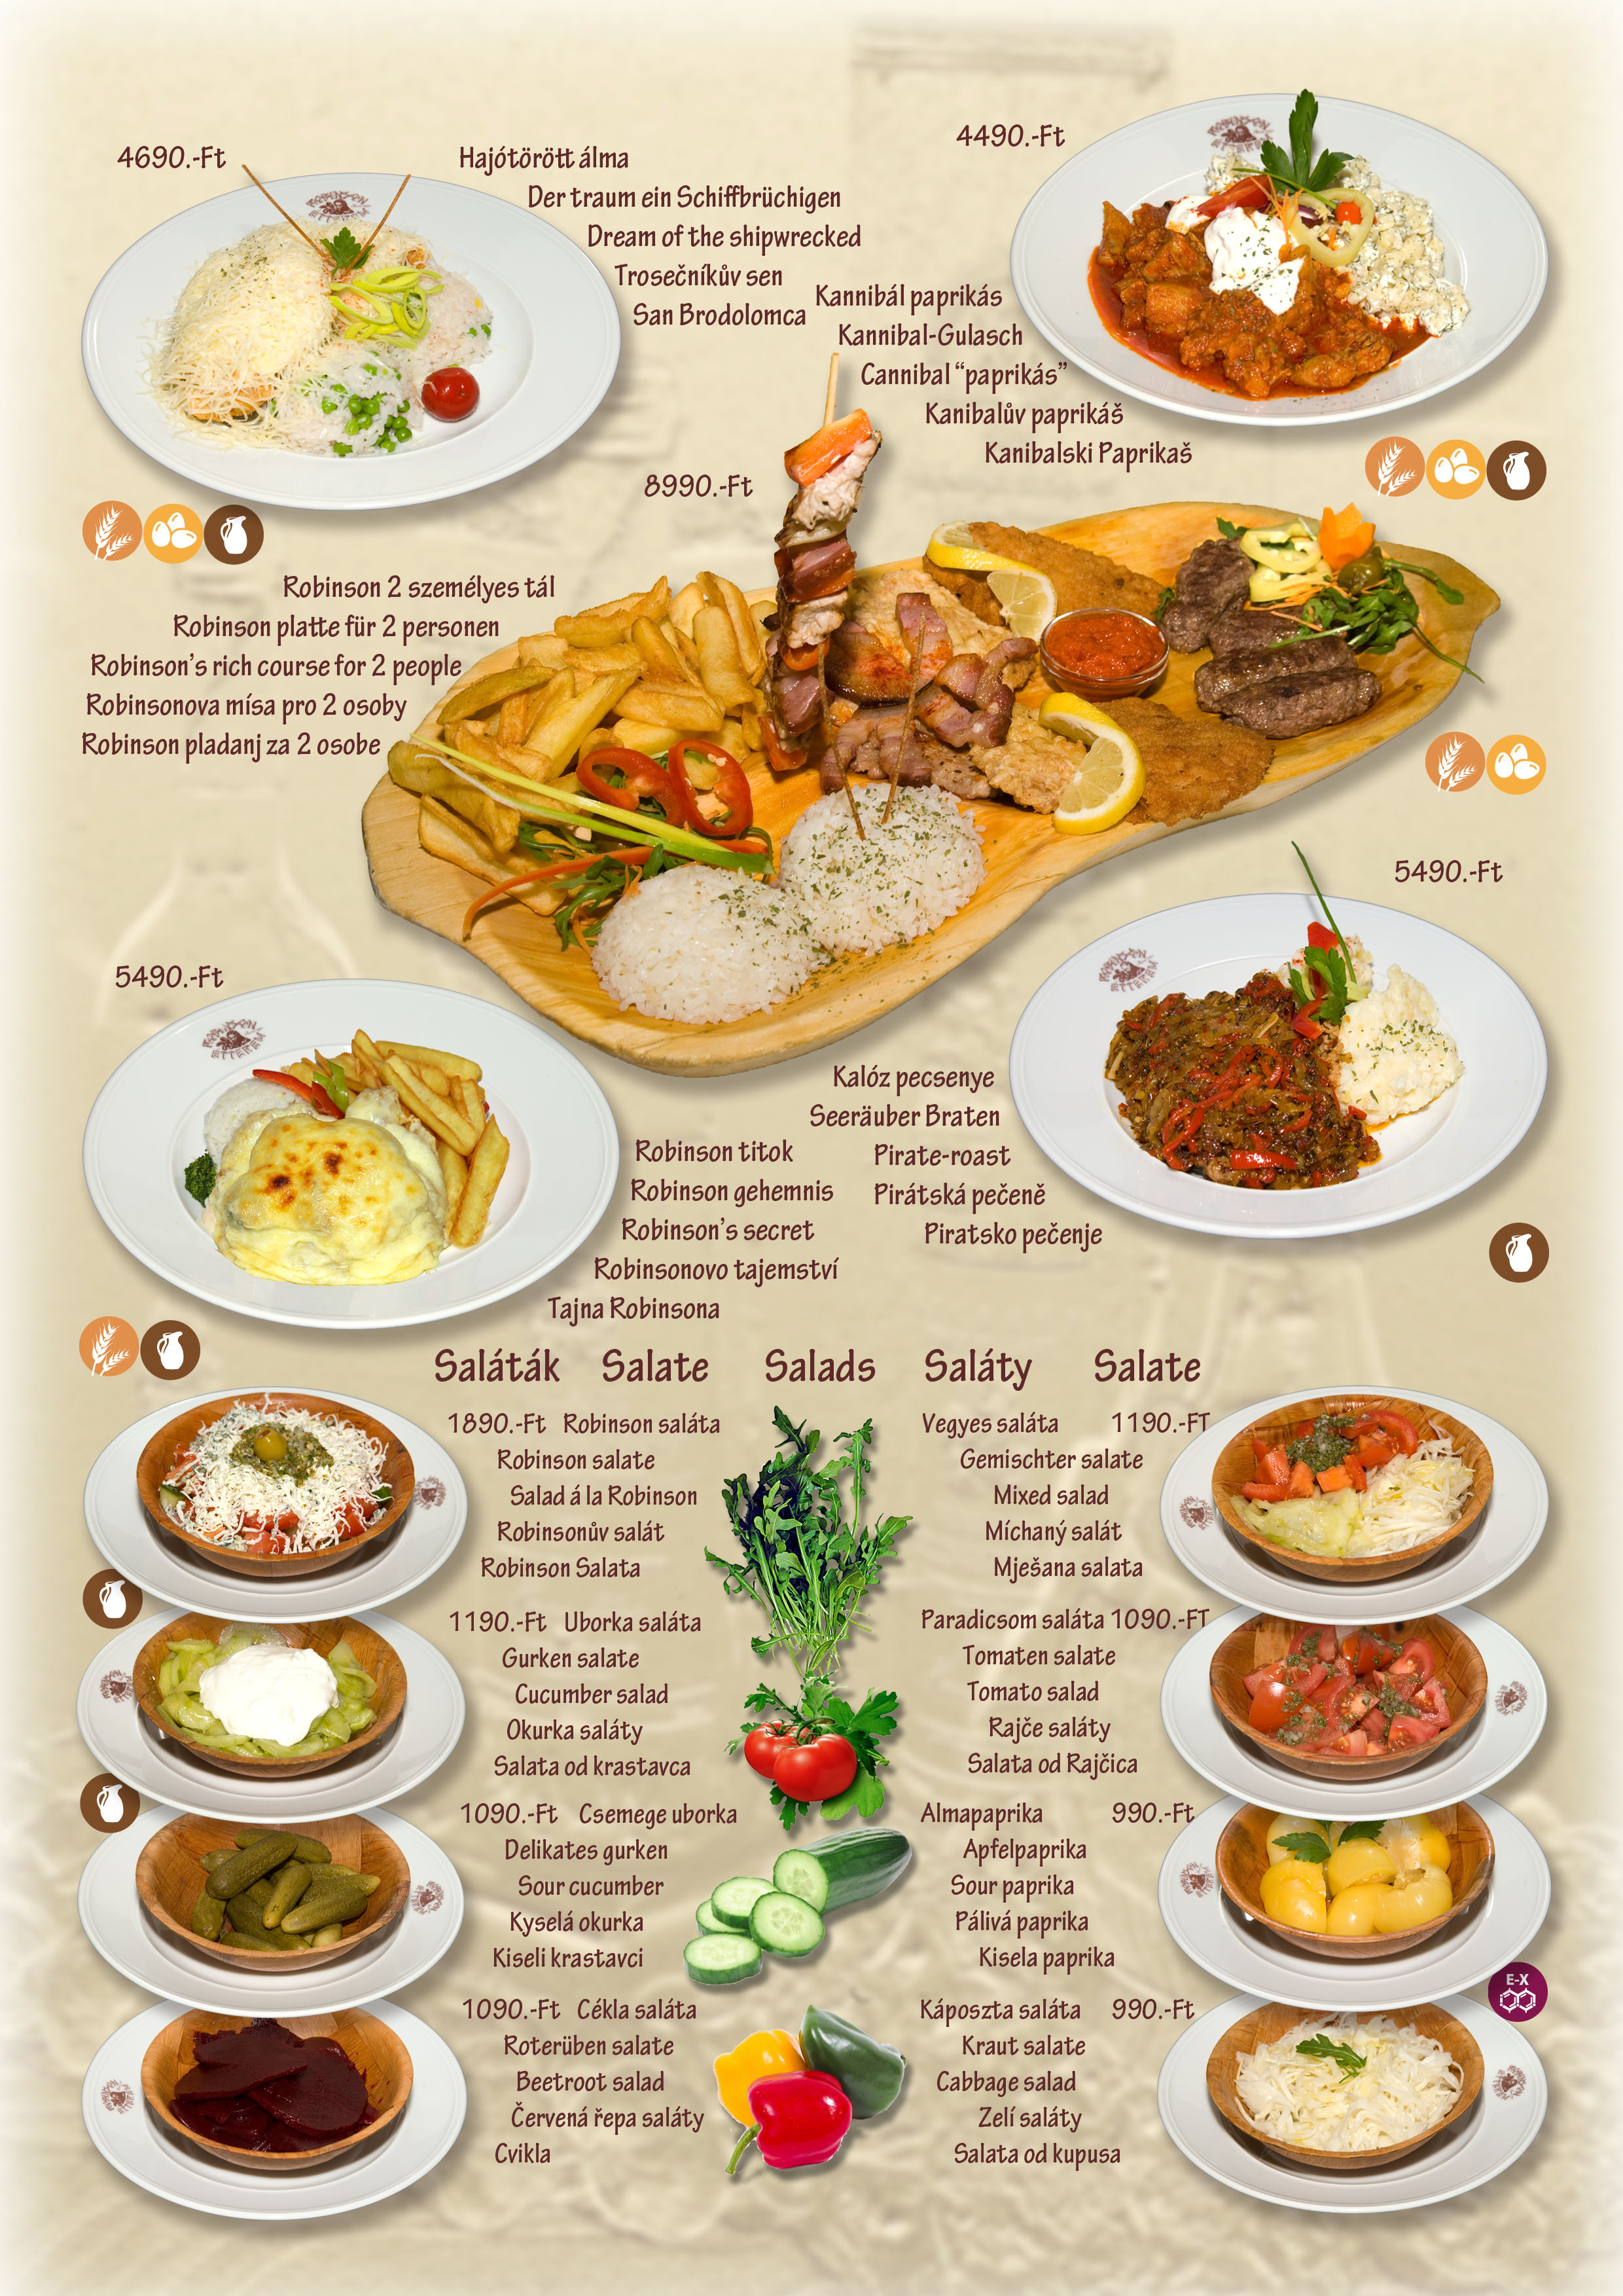 4690.-Ft
Hajótörött álma
Der traum ein Schiffbrüchigen
Dream of the shipwrecked
Trosečníkův sen
San Brodolomca
4490.-Ft
Kannibál paprikás
Kannibal-Gulasch
Cannibal “paprikás”
Kanibalův paprikáš
Kanibalski Paprikaš
8990.-Ft
Robinson 2 személyes tál
Robinson platte für 2 personen
Robinson’s rich course for 2 people
Robinsonova mísa pro 2 osoby
Robinson pladanj za 2 osobe
5490.-Ft
Kalóz pecsenye
Seeräuber Braten
Pirate-roast
Pirátská pečeně
Piratsko pečenje
5490.-Ft
Robinson titok
Robinson gehemnis
Robinson’s secret
Robinsonovo tajemství
Tajna Robinsona
Saláták Salate Salads Saláty Salate
1890.-Ft Robinson saláta
Robinson salate
Salad á la Robinson
Robinsonův salát
Robinson Salata
1190.-Ft Uborka saláta
Gurken salate
Cucumber salad
Okurka saláty
Salata od krastavca
1090.-Ft Csemege uborka
Delikates gurken
Sour cucumber
Kyselá okurka
Kiseli krastavci
1090.-Ft Cékla saláta
Roterüben salate
Beetroot salad
Červená řepa saláty
Cvikla
Vegyes saláta 1190.-FT
Gemischter salate
Mixed salad
Míchaný salát
Mješana salata
Paradicsom saláta 1090.-FT
Tomaten salate
Tomato salad
Rajče saláty
Salata od Rajčica
Almapaprika 990.-Ft
Apfelpaprika
Sour paprika
Pálivá paprika
Kisela paprika
E-X
Káposzta saláta 990.-Ft
Kraut salate
Cabbage salad
Zelí saláty
Salata od kupusa